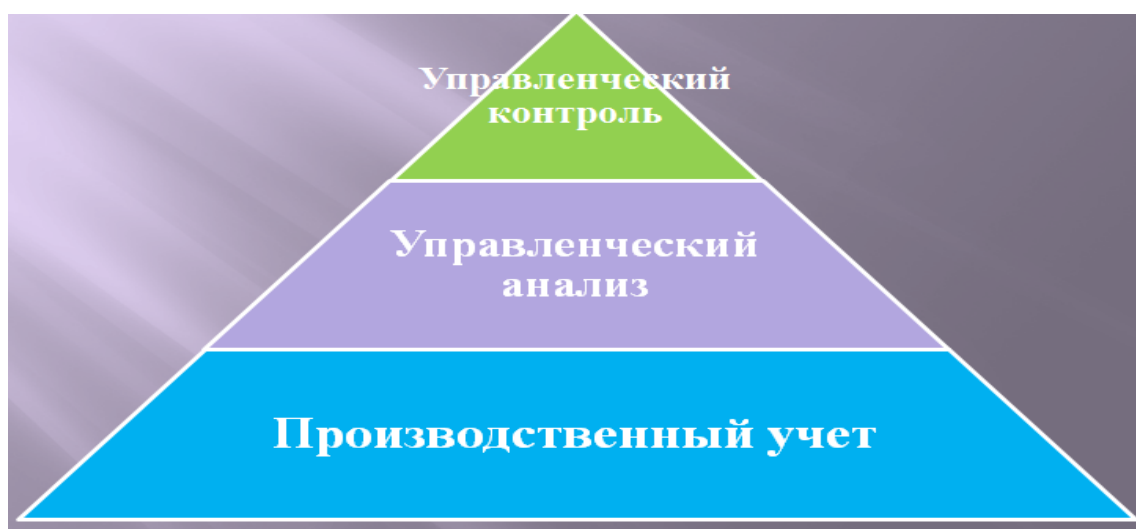 Управленческий
контроль
Управленческий
анализ
Производственный учет